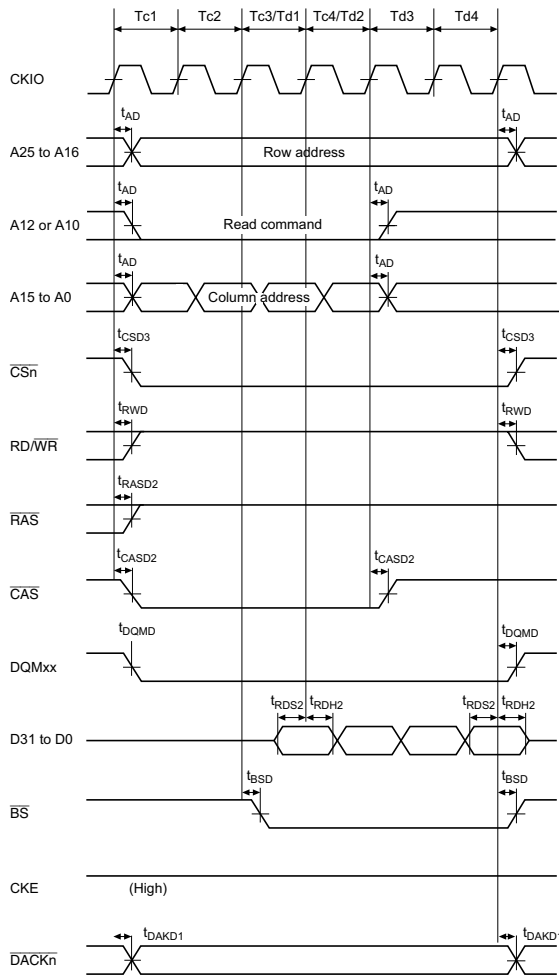 Tc1 Tc2 Tc3/Td1 Tc4/Td2 Td3 Td4
CKIO
tAD tAD
A25 to A16 Row address
tAD tAD
A12 or A10 Read command
tAD tAD
A15 to A0 Column address
tCSD3 tCSD3
CSn
tRWD tRWD
RD/WR
tRASD2
RAS
tCASD2 tCASD2
CAS
tDQMD tDQMD
DQMxx
tRDS2 tRDH2 tRDS2 tRDH2
D31 to D0
tBSD tBSD
BS
CKE (High)
tDAKD1 tDAKD1
DACKn